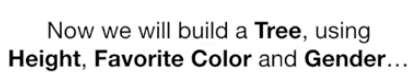 Now we will build a Tree, using
Height, Favorite Color and Gender...